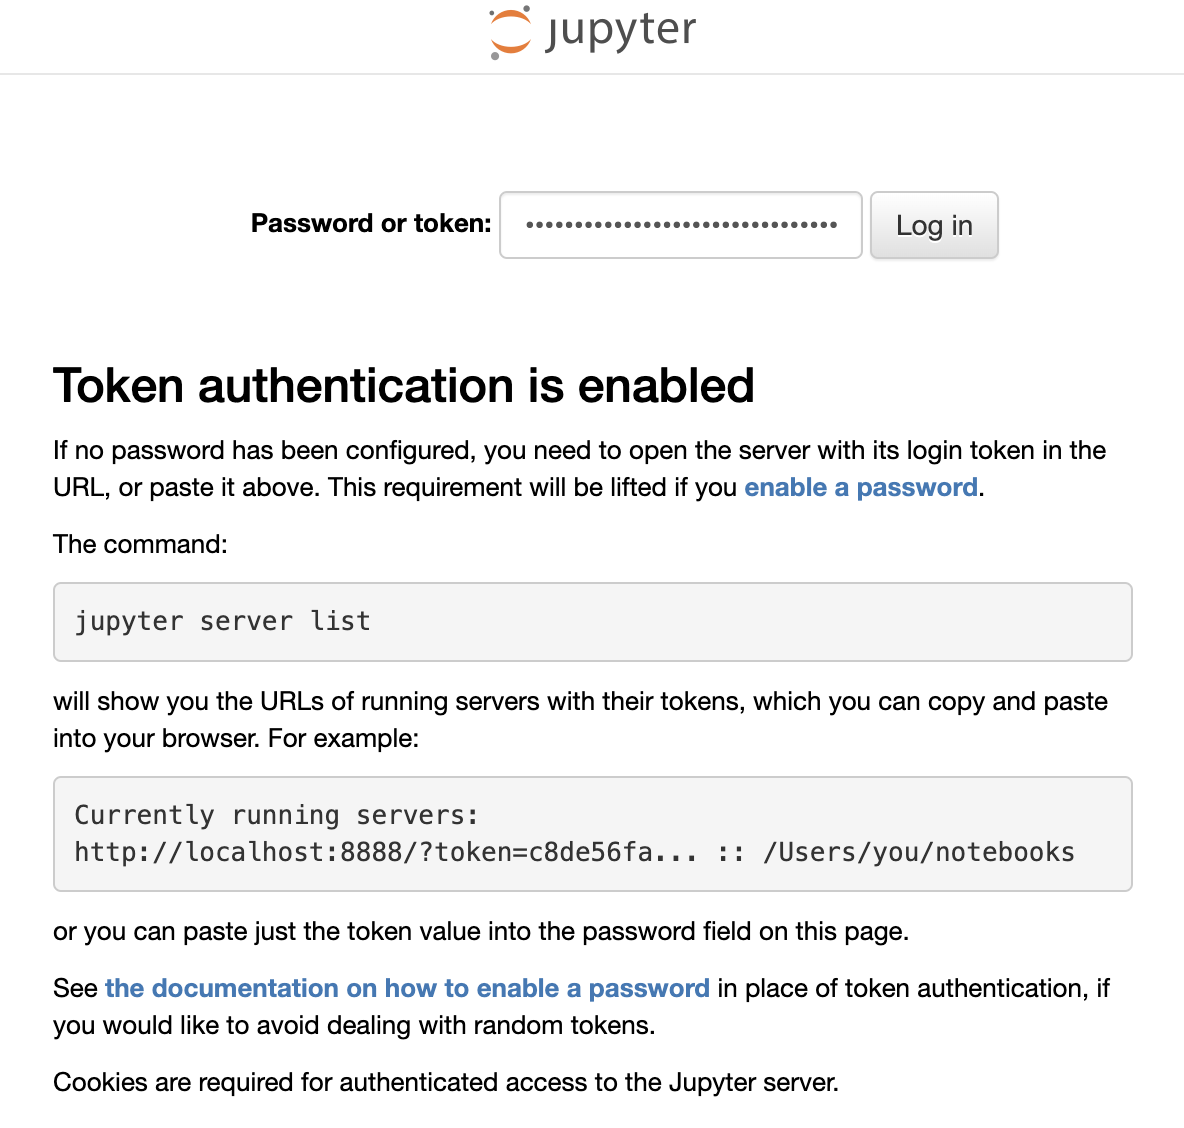 jupyter
Password or token:
••••••••••••••••••••••••••••••••
Log in
Token authentication is enabled
If no password has been configured, you need to open the server with its login token in the
URL, or paste it above. This requirement will be lifted if you enable a password.
The command:
jupyter server list
will show you the URLs of running servers with their tokens, which you can copy and paste
into your browser. For example:
Currently running servers:
http://localhost:8888/?token=c8de56fa... :: /Users/you/notebooks
or you can paste just the token value into the password field on this page.
See the documentation on how to enable a password in place of token authentication, if
you would like to avoid dealing with random tokens.
Cookies are required for authenticated access to the Jupyter server.